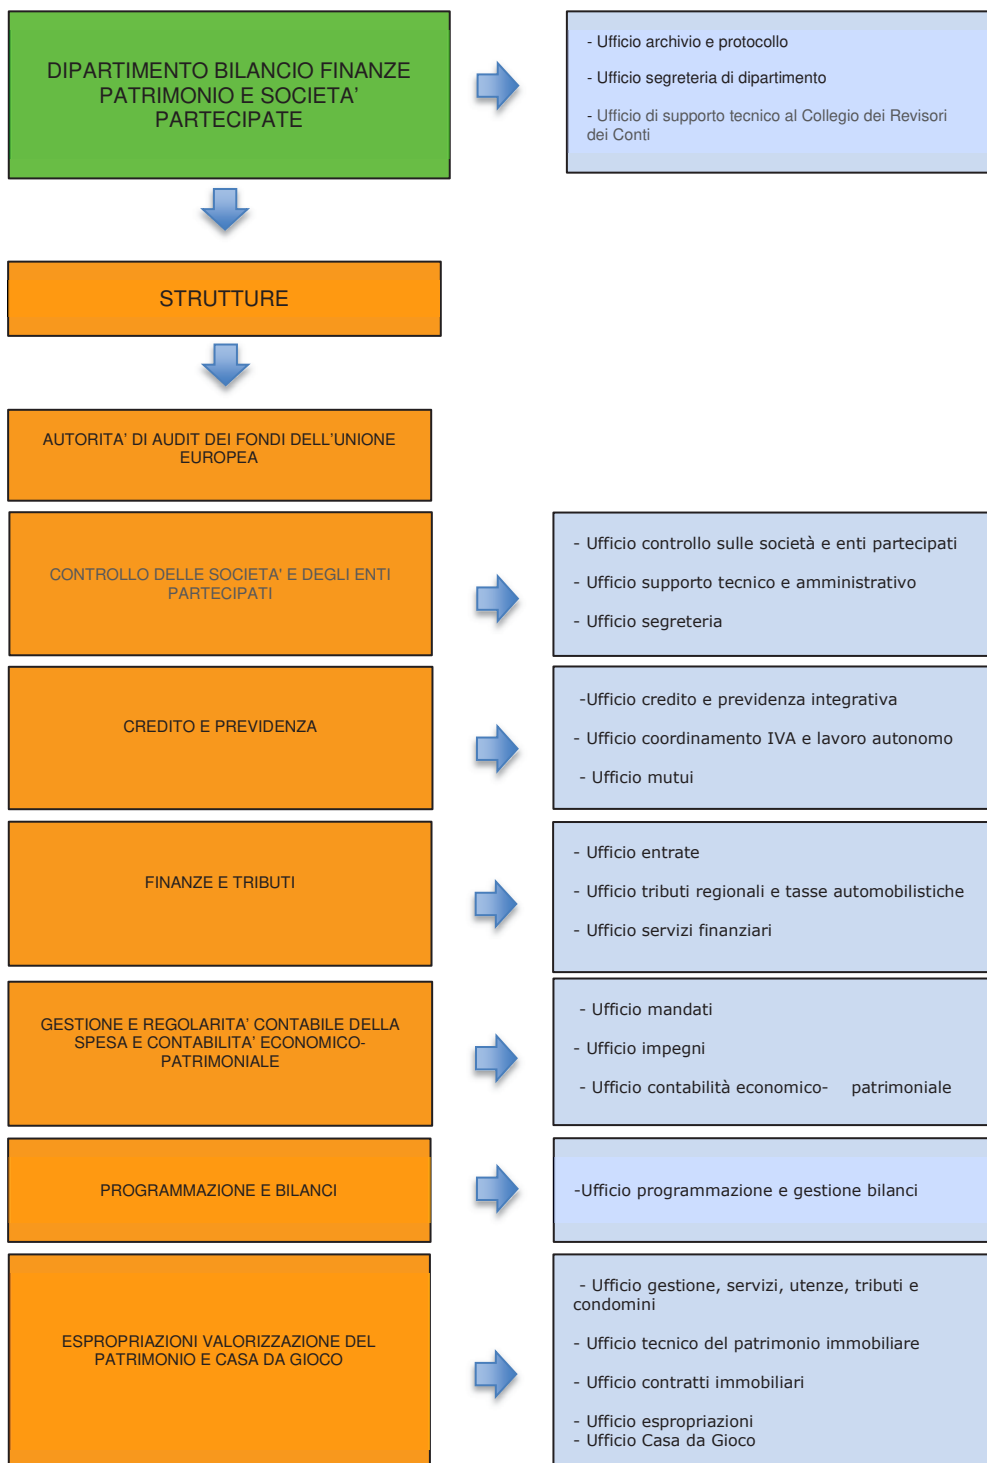 DIPARTIMENTO BILANCIO FINANZE
PATRIMONIO E SOCIETA'
PARTECIPATE
- Ufficio archivio e protocollo
- Ufficio segreteria di dipartimento
- Ufficio di supporto tecnico al Collegio dei Revisori
dei Conti
STRUTTURE
AUTORITA' DI AUDIT DEI FONDI DELL'UNIONE
EUROPEA
CONTROLLO DELLE SOCIETA' E DEGLI ENTI
PARTECIPATI
- Ufficio controllo sulle società e enti partecipati
- Ufficio supporto tecnico e amministrativo
- Ufficio segreteria
CREDITO E PREVIDENZA
-Ufficio credito e previdenza integrativa
- Ufficio coordinamento IVA e lavoro autonomo
- Ufficio mutui
FINANZE E TRIBUTI
- Ufficio entrate
- Ufficio tributi regionali e tasse automobilistiche
- Ufficio servizi finanziari
GESTIONE E REGOLARITA' CONTABILE DELLA
SPESA E CONTABILITA' ECONOMICO-
PATRIMONIALE
- Ufficio mandati
- Ufficio impegni
- Ufficio contabilità economico- patrimoniale
PROGRAMMAZIONE E BILANCI
-Ufficio programmazione e gestione bilanci
ESPROPRIAZIONI VALORIZZAZIONE DEL
PATRIMONIO E CASA DA GIOCO
- Ufficio gestione, servizi, utenze, tributi e
condomini
- Ufficio tecnico del patrimonio immobiliare
- Ufficio contratti immobiliari
- Ufficio espropriazioni
- Ufficio Casa da Gioco